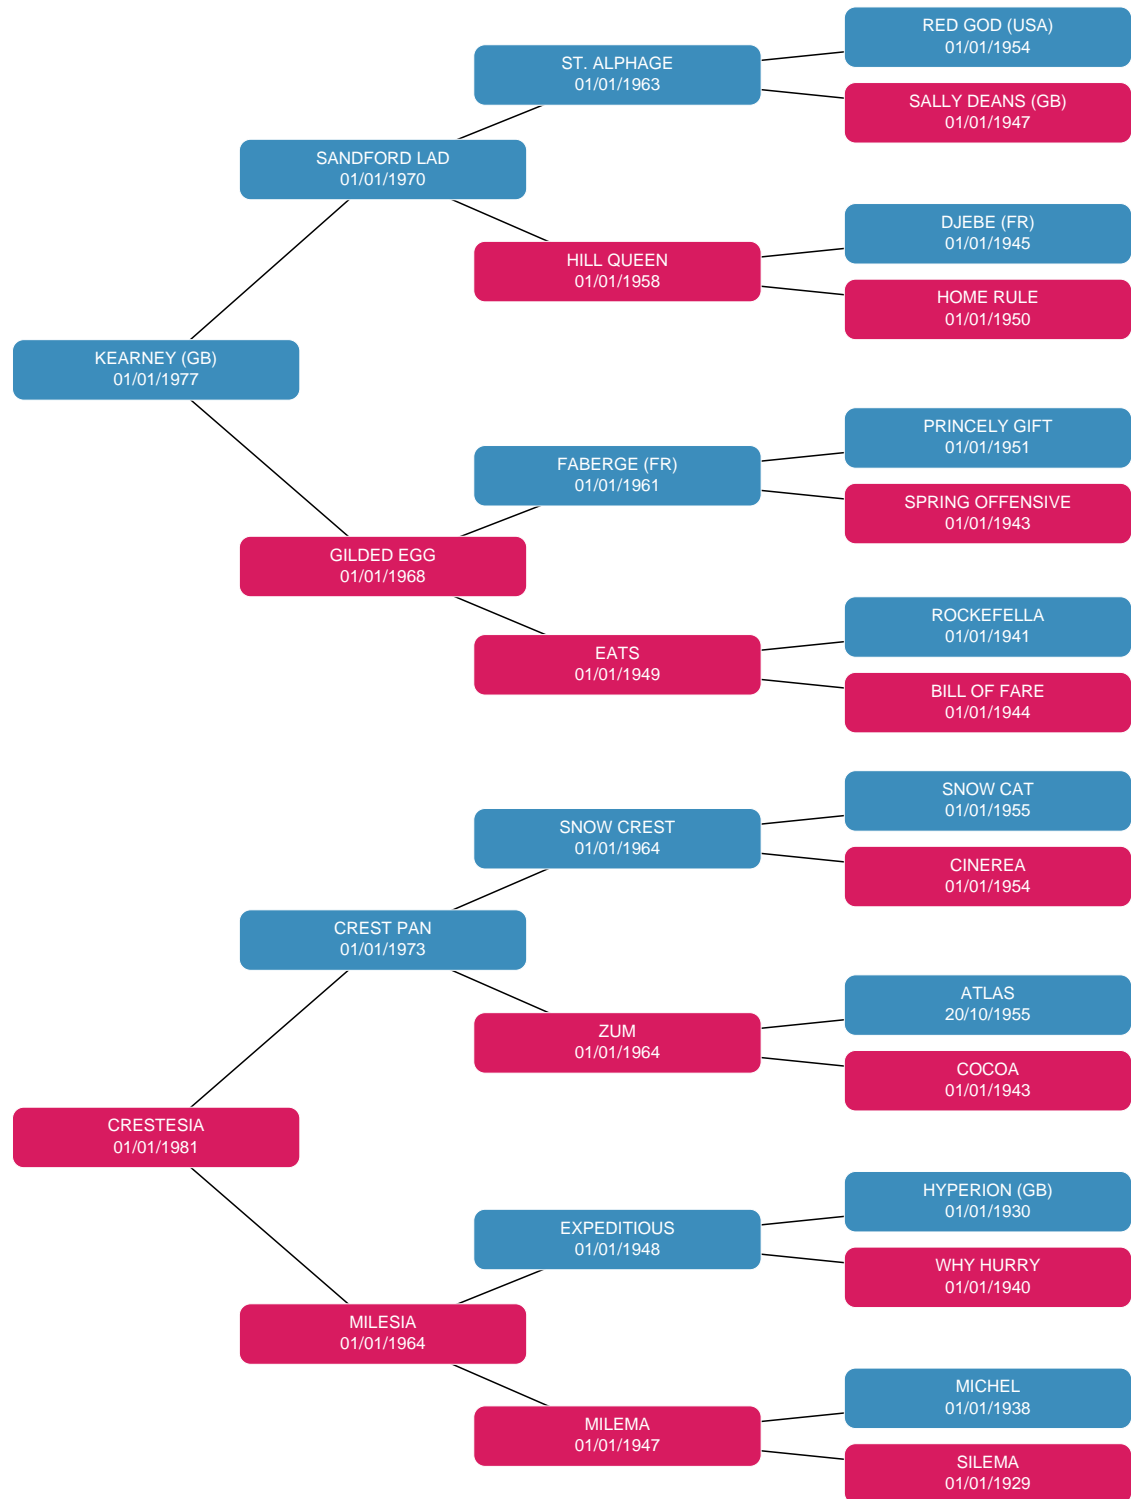 RED GOD (USA)
01/01/1954
ST. ALPHAGE
01/01/1963
SALLY DEANS (GB)
01/01/1947
SANDFORD LAD
01/01/1970
DJEBE (FR)
01/01/1945
HILL QUEEN
01/01/1958
HOME RULE
01/01/1950
KEARNEY (GB)
01/01/1977
PRINCELY GIFT
01/01/1951
FABERGE (FR)
01/01/1961
SPRING OFFENSIVE
01/01/1943
GILDED EGG
01/01/1968
ROCKEFELLA
01/01/1941
EATS
01/01/1949
BILL OF FARE
01/01/1944
SNOW CAT
01/01/1955
SNOW CREST
01/01/1964
CINEREA
01/01/1954
CREST PAN
01/01/1973
ATLAS
20/10/1955
ZUM
01/01/1964
COCOA
01/01/1943
CRESTESIA
01/01/1981
HYPERION (GB)
01/01/1930
EXPEDITIOUS
01/01/1948
WHY HURRY
01/01/1940
MILESIA
01/01/1964
MICHEL
01/01/1938
MILEMA
01/01/1947
SILEMA
01/01/1929